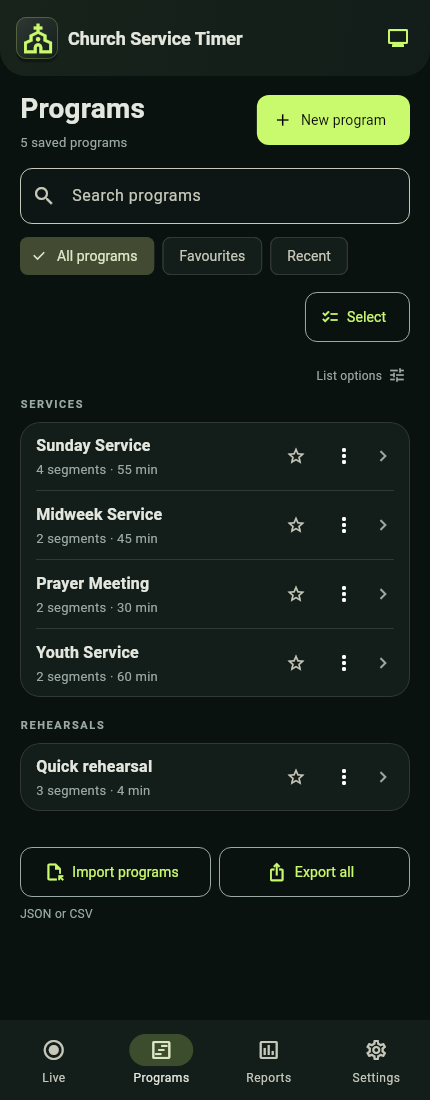 Church Service Timer
Programs
5 saved programs
New program
Search programs
All programs
Favourites
Recent
Select
List options
SERVICES
Sunday Service
4 segments · 55 min
Midweek Service
2 segments · 45 min
Prayer Meeting
2 segments · 30 min
Youth Service
2 segments · 60 min
REHEARSALS
Quick rehearsal
3 segments · 4 min
Import programs
Export all
JSON or CSV
Live
Programs
Reports
Settings